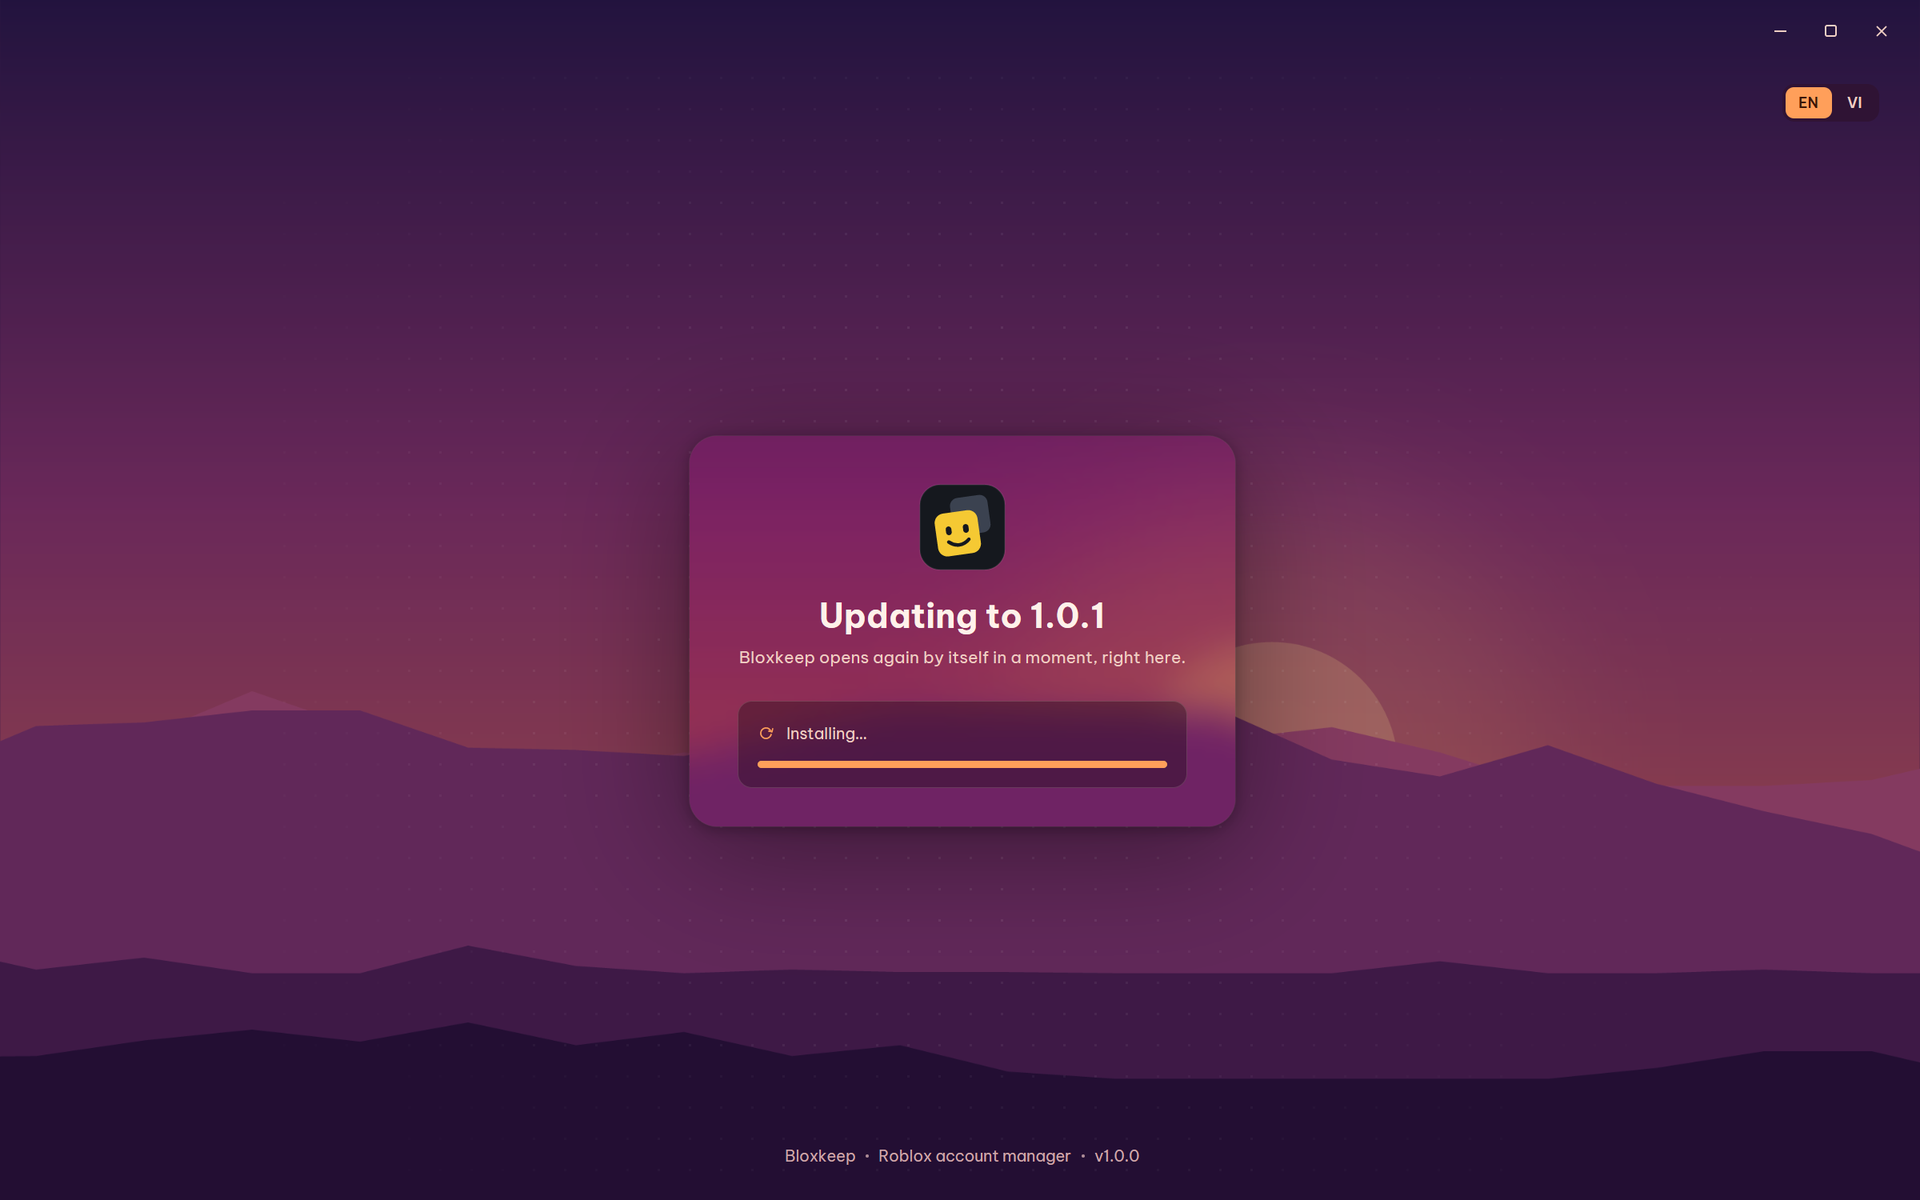 EN VI
Updating to 1.0.1
Bloxkeep opens again by itself in a moment, right here.
Installing...
Bloxkeep • Roblox account manager • v1.0.0